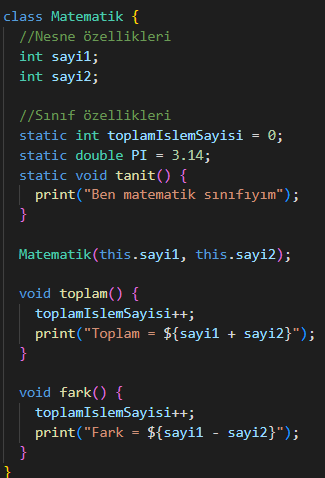 class Matematik {
//Nesne özellikleri
int sayi1;
int sayi2;
//Sınıf özellikleri
static int toplamIslemSayisi = 0;
static double PI = 3.14;
static void tanit() {
print("Ben matematik sınıfıyım");
}
Matematik(this.sayi1, this.sayi2);
void toplam() {
toplamIslemSayisi++;
print("Toplam = ${sayi1 + sayi2}");
}
void fark() {
toplamIslemSayisi++;
print("Fark = ${sayi1 - sayi2}");
}
}